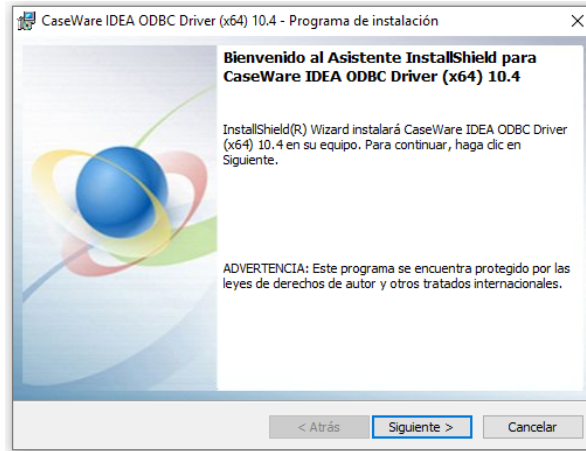 CaseWare IDEA ODBC Driver (x64) 10.4 - Programa de instalación
Bienvenido al Asistente InstallShield para
CaseWare IDEA ODBC Driver (x64) 10.4
InstallShield(R) Wizard instalará CaseWare IDEA ODBC Driver
(x64) 10.4 en su equipo. Para continuar, haga clic en
Siguiente.
ADVERTENCIA: Este programa se encuentra protegido por las
leyes de derechos de autor y otros tratados internacionales.
< Atrás
Siguiente >
Cancelar